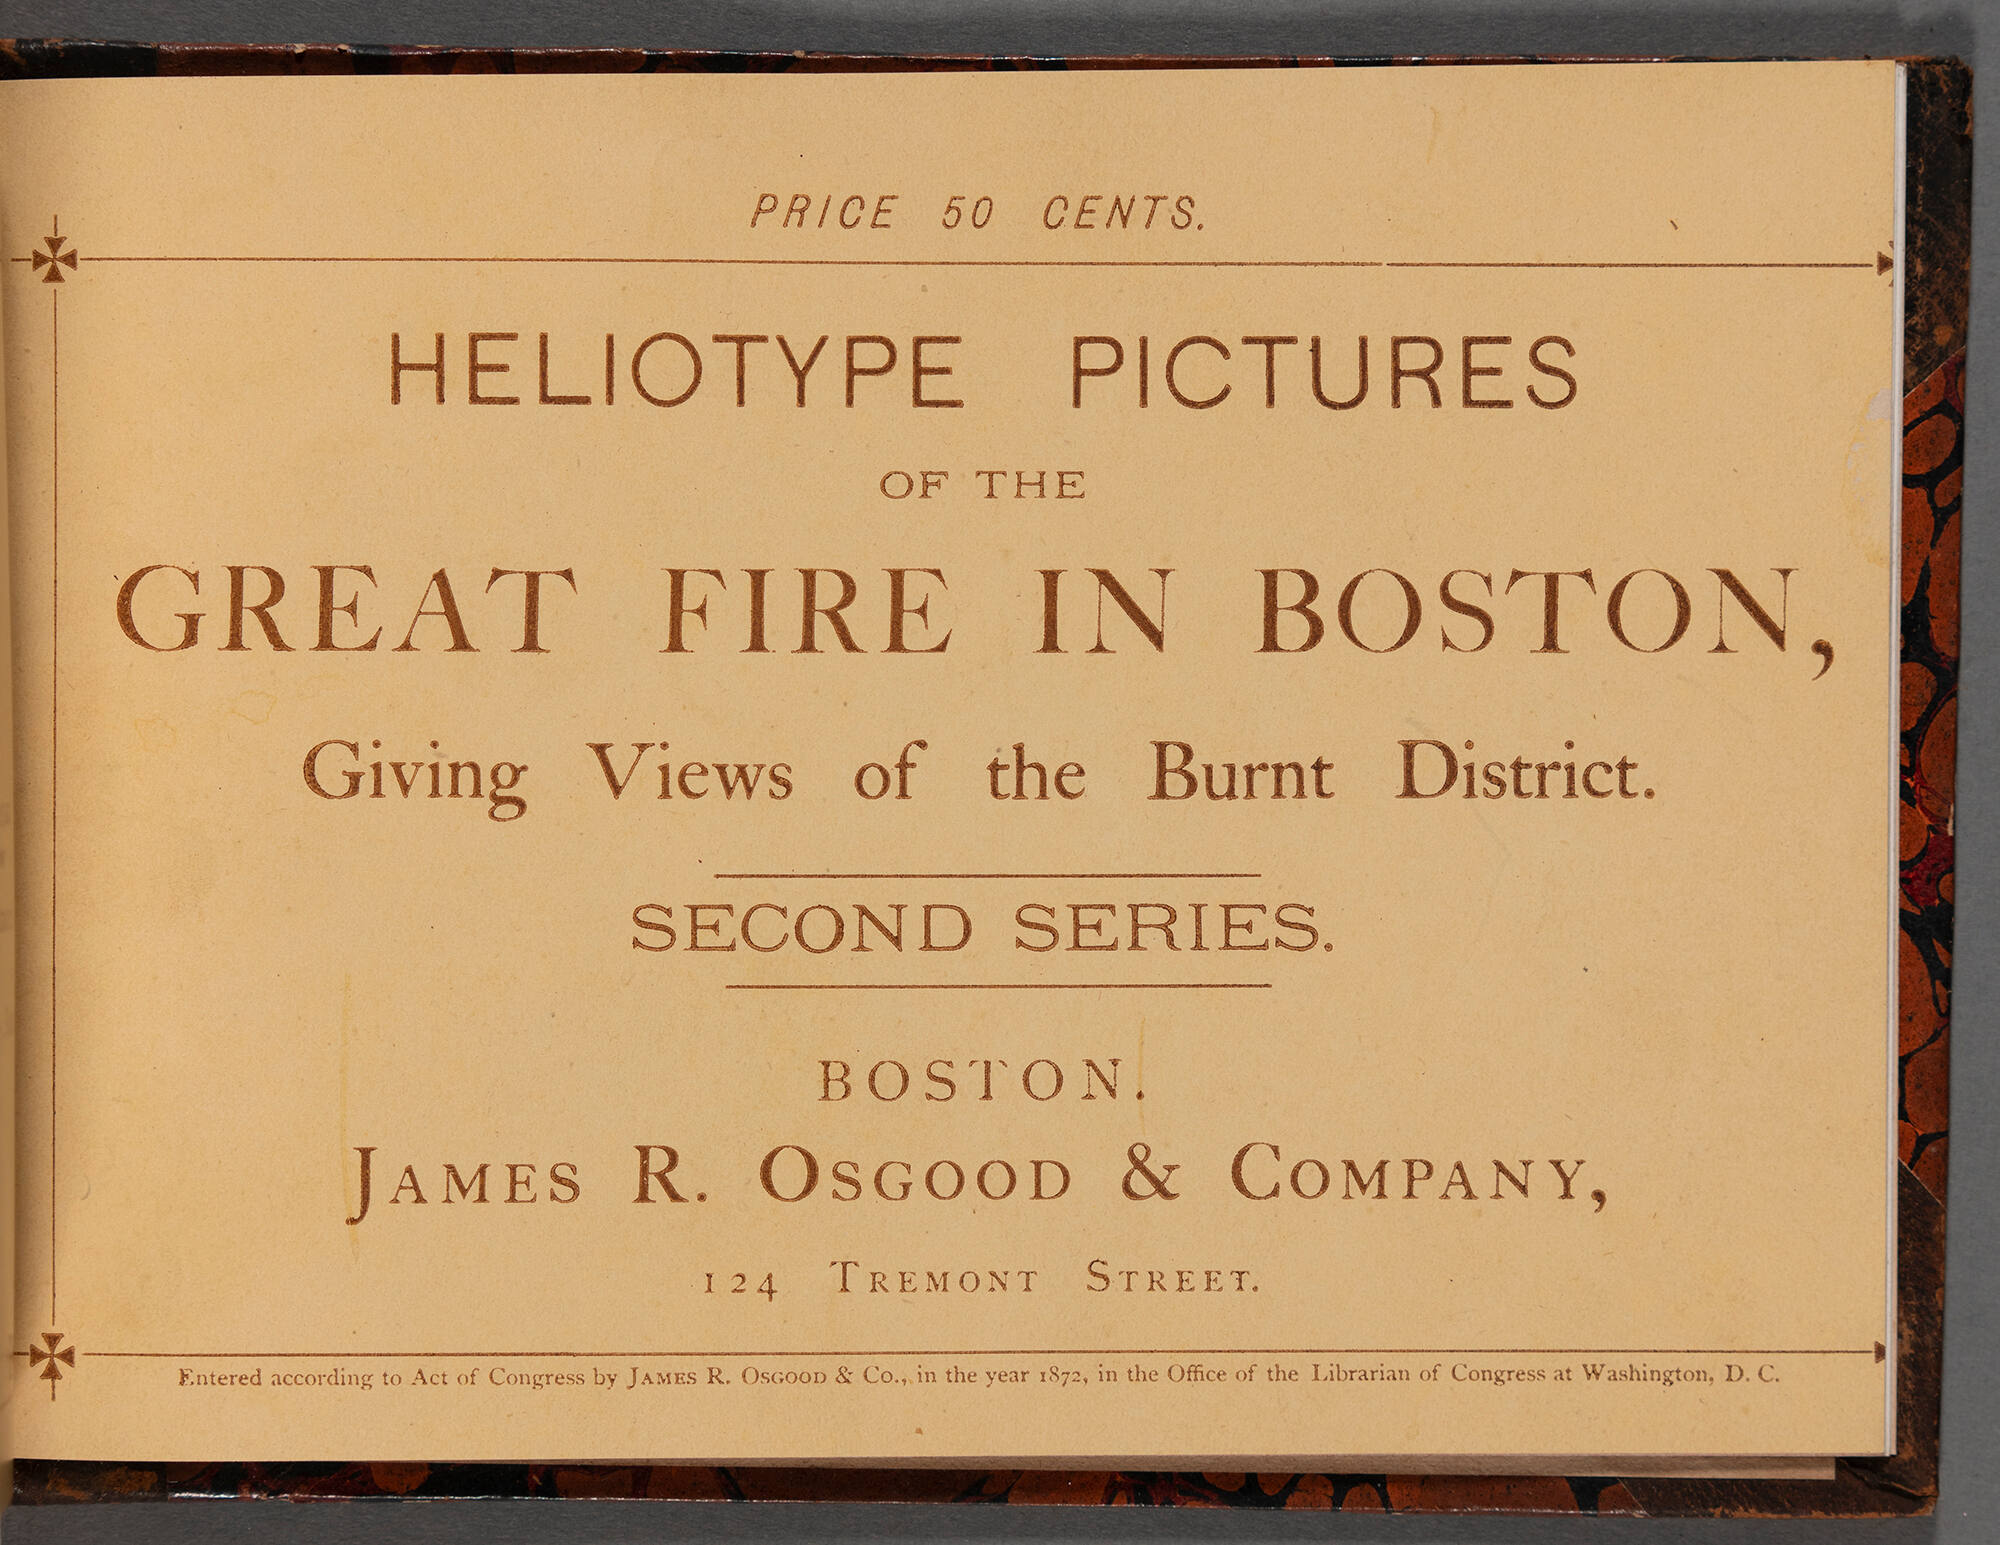 PRICE 50 CENTS.
HELIOTYPE PICTURES
OF THE
GREAT FIRE IN BOSTON,
Giving Views of the Burnt District.
SECOND SERIES.
BOSTON.
JAMES R. OSGOOD & COMPANY,
124 TREMONT STREET.
Entered according to Act of Congress by JAMES R. OSGOOD & Co., in the year 1872, in the Office of the Librarian of Congress at Washington, D. C.